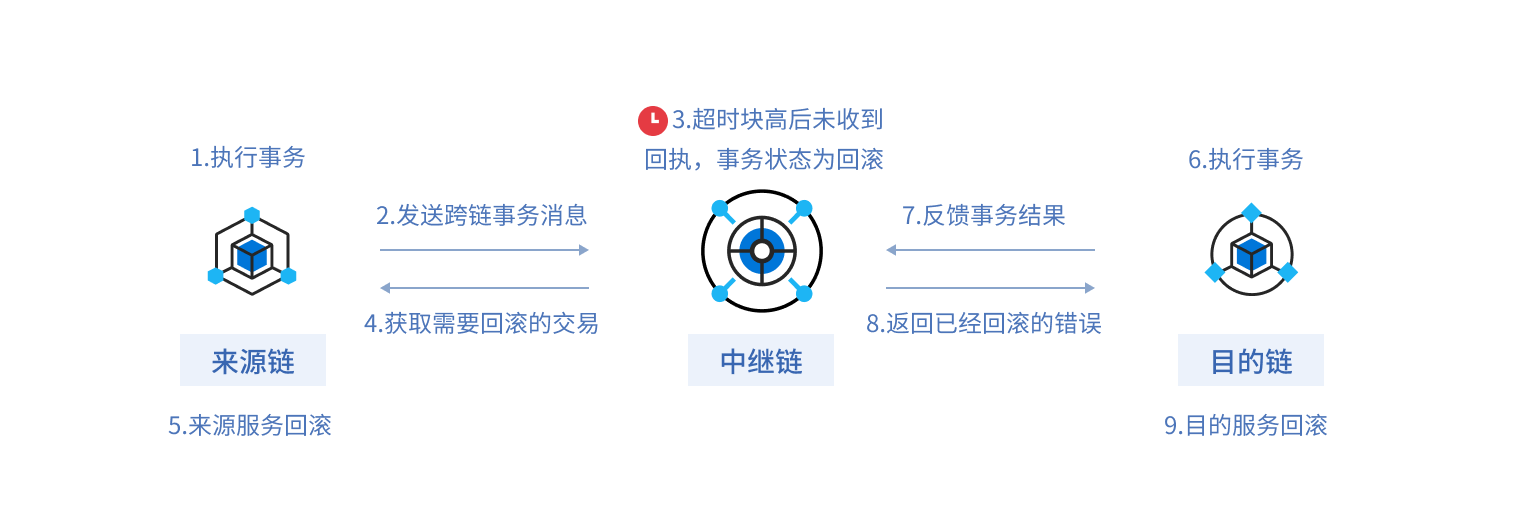 3.超时块高后未收到
回执，事务状态为回滚
1.执行事务
6.执行事务
2.发送跨链事务消息
7.反馈事务结果
4.获取需要回滚的交易
8.返回已经回滚的错误
来源链
中继链
目的链
5.来源服务回滚
9.目的服务回滚